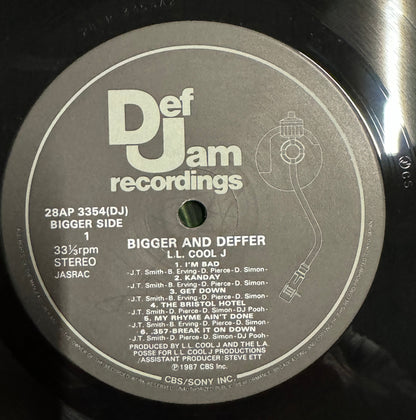 Def
Jam
recordings
28AP 3354(DJ)
BIGGER SIDE
1
33⅓rpm
STEREO
JASRAC
BIGGER AND DEFFER
L.L. COOL J
1. I'M BAD
-J.T. Smith-B. Erving-D. Pierce-D. Simon-
2. KANDAY
-J.T. Smith-B. Erving-D. Pierce-D. Simon-
3. GET DOWN
-J.T. Smith-B. Erving-D. Pierce-D. Simon-
4. THE BRISTOL HOTEL
-J.T. Smith-B. Erving-D. Pierce-D. Simon-
5. MY RHYME AIN'T DONE
-J.T. Smith-B. Erving-D. Pierce-D. Simon-DJ Pooh-
6. .357-BREAK IT ON DOWN
-J.T. Smith-B. Erving-D. Pierce-D. Simon-DJ Pooh-
PRODUCED BY L.L. COOL J AND THE L.A.
POSSE FOR L.L. COOL J PRODUCTIONS
/ASSISTANT PRODUCER: STEVE ETT
Ⓟ1987 CBS Inc.
CBS/SONY INC.